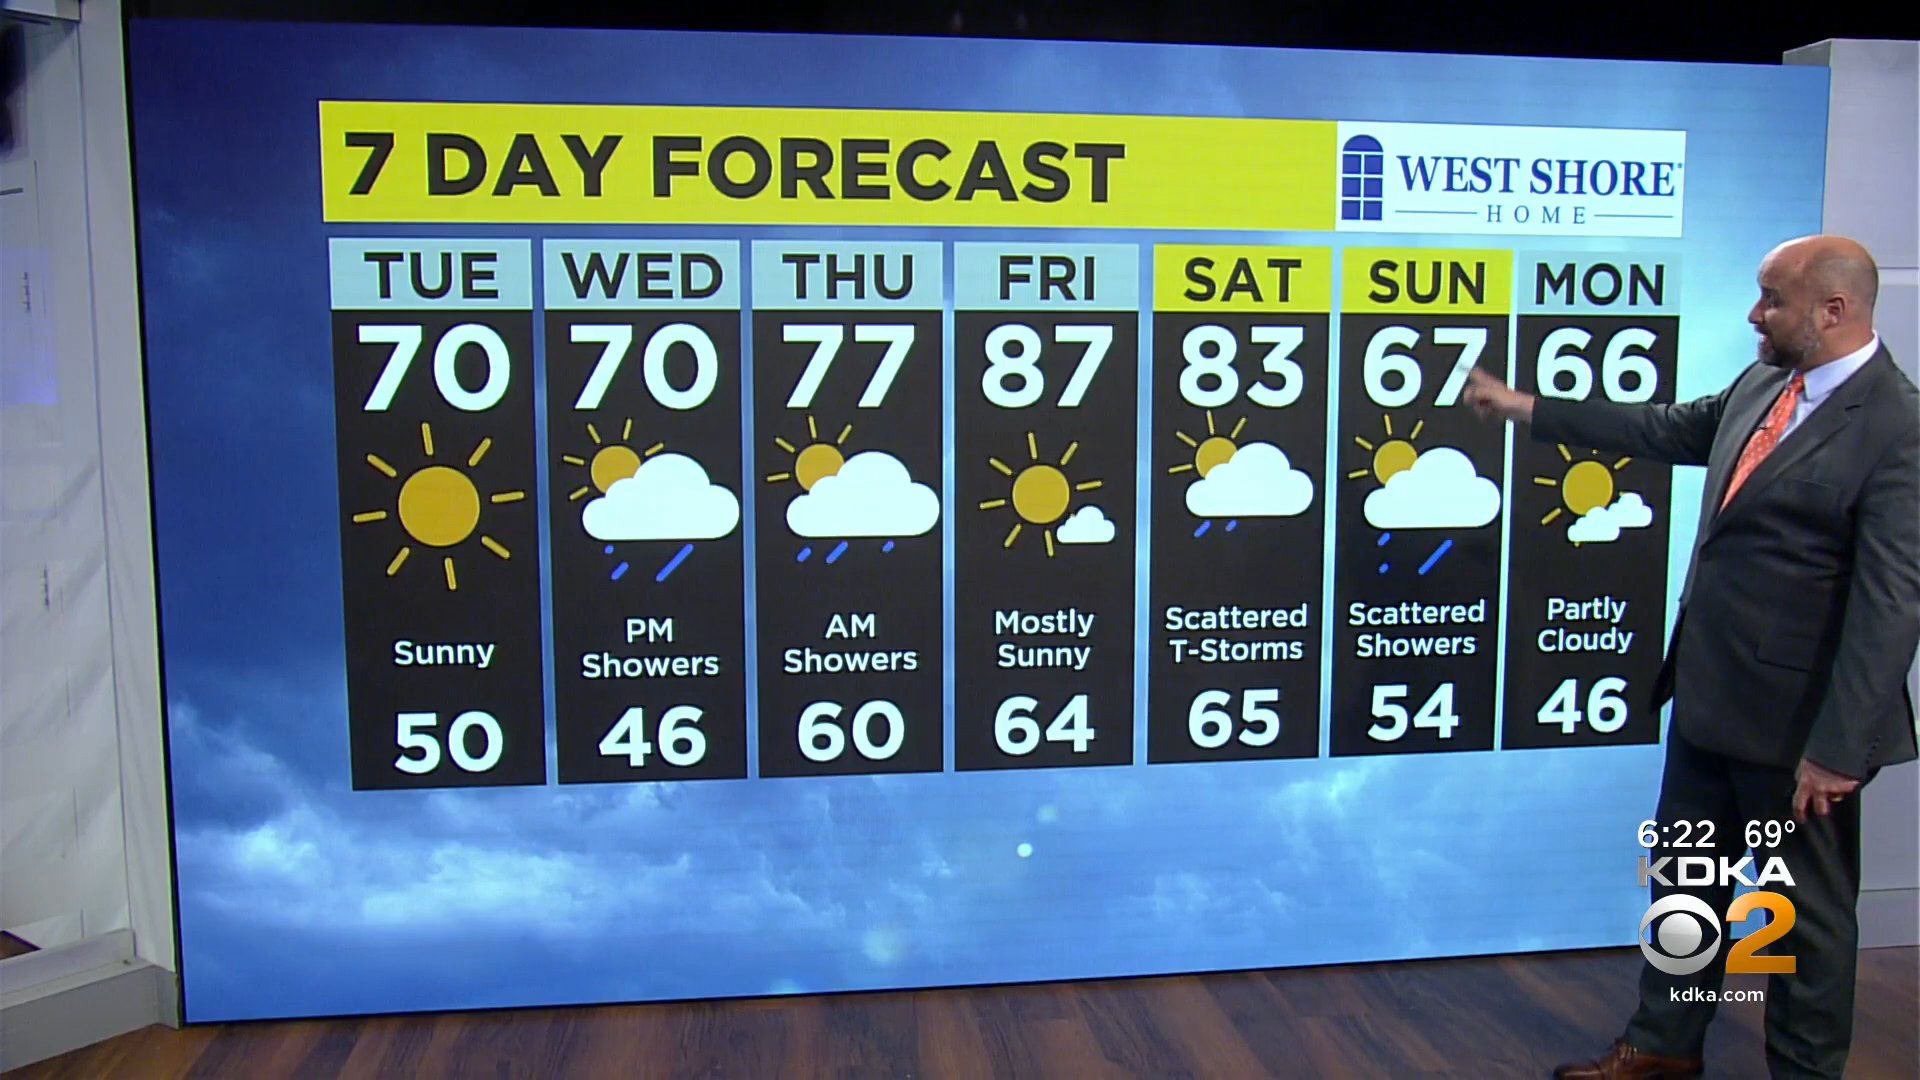 7 DAY FORECAST
WEST SHORE
HOME
TUE WED THU FRI SAT SUN MON
70 70 77 87 83 67 66
Sunny
PM
Showers
AM
Showers
Mostly
Sunny
Scattered
T-Storms
Scattered
Showers
Partly
Cloudy
50 46 60 64 65 54 46
6:22 69°
KDKA
2
kdka.com